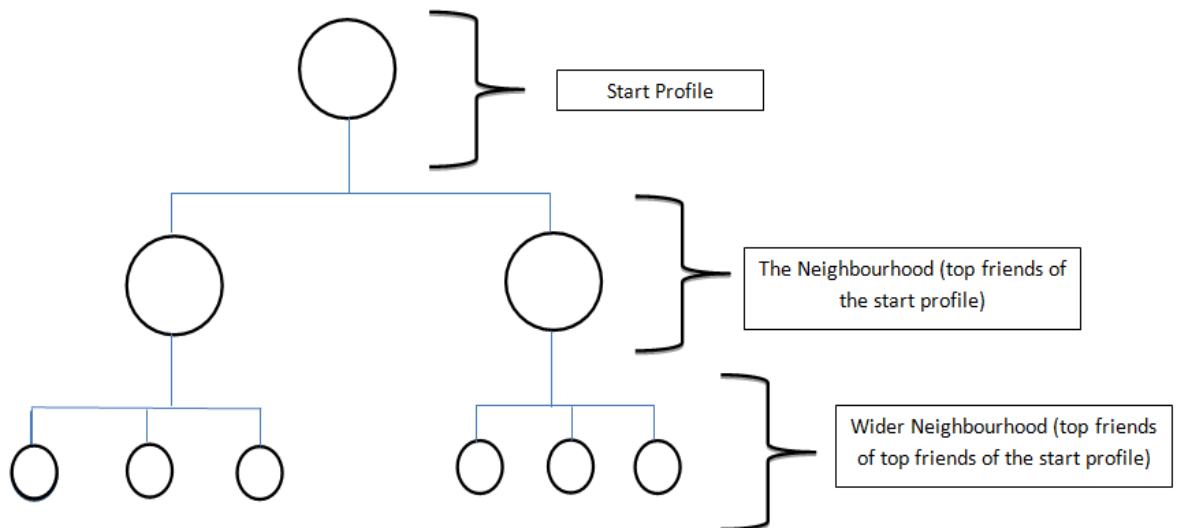 Start Profile
The Neighbourhood (top friends of
the start profile)
Wider Neighbourhood (top friends
of top friends of the start profile)